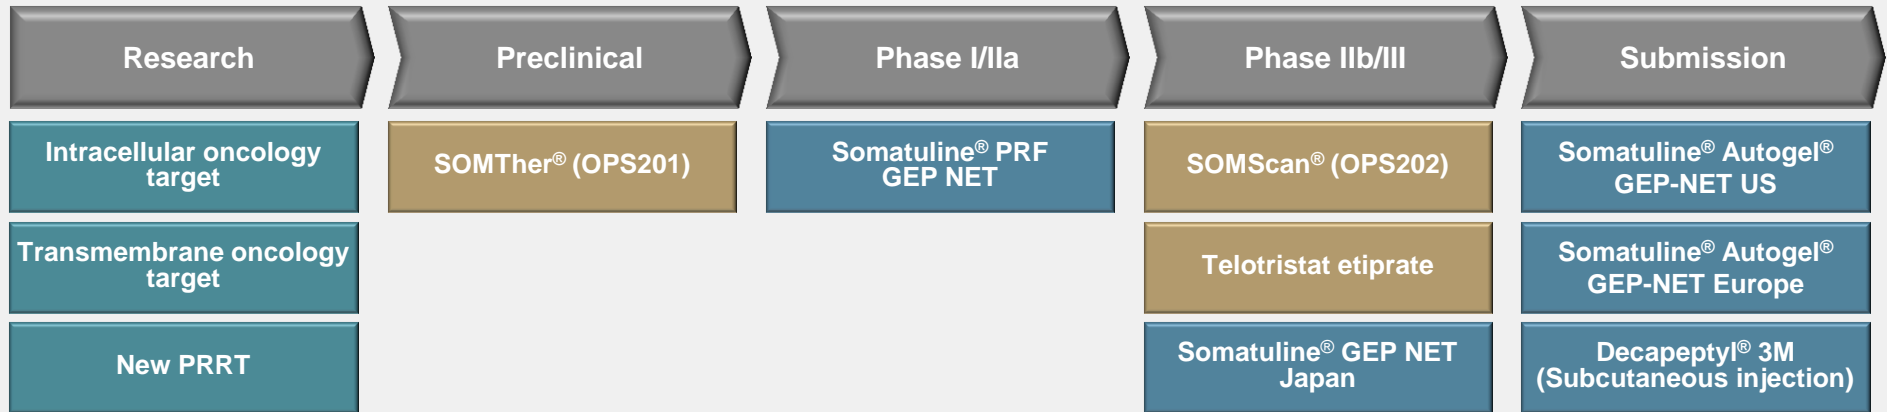 Research
Preclinical
Phase I/IIa
Phase IIb/III
Submission
Intracellular oncology
target
SOMTher® (OPS201)
Somatuline® PRF
GEP NET
SOMScan® (OPS202)
Somatuline® Autogel®
GEP-NET US
Transmembrane oncology
target
Telotristat etiprate
Somatuline® Autogel®
GEP-NET Europe
New PRRT
Somatuline® GEP NET
Japan
Decapeptyl® 3M
(Subcutaneous injection)